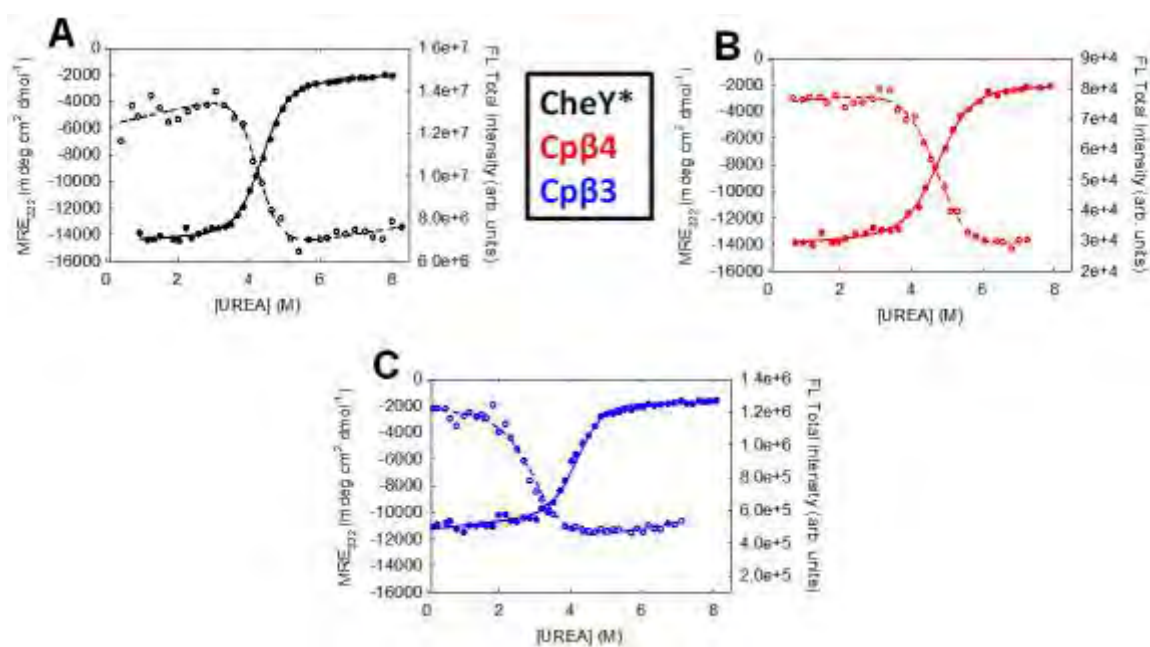 A
0
-2000
-4000
-6000
-8000
-10000
-12000
-14000
-16000
MRE222 (m deg cm2 dmol-1)
1.6e+7
1.4e+7
1.2e+7
1.0e+7
8.0e+6
6.0e+6
FL Total intensity (arb. units)
0 2 4 6 8
[UREA] (M)
CheY*
Cpβ4
Cpβ3
B
0
-2000
-4000
-6000
-8000
-10000
-12000
-14000
-16000
MRE222 (m deg cm2 dmol-1)
9e+4
8e+4
7e+4
6e+4
5e+4
4e+4
3e+4
2e+4
FL Total Intensity (arb. units)
0 2 4 6 8
[UREA] (M)
C
0
-2000
-4000
-6000
-8000
-10000
-12000
-14000
-16000
MRE222 (m deg cm2 dmol-1)
1.4e+6
1.2e+6
1.0e+6
8.0e+5
6.0e+5
4.0e+5
2.0e+5
FL Total intensity (arb. units)
0 2 4 6 8
[UREA] (M)